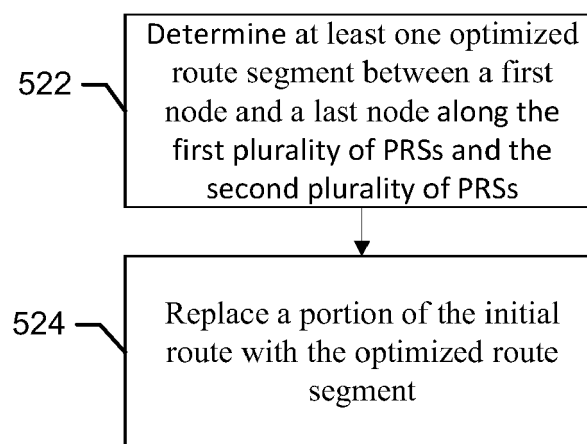 522
Determine at least one optimized
route segment between a first
node and a last node along the
first plurality of PRSs and the
second plurality of PRSs
524
Replace a portion of the initial
route with the optimized route
segment